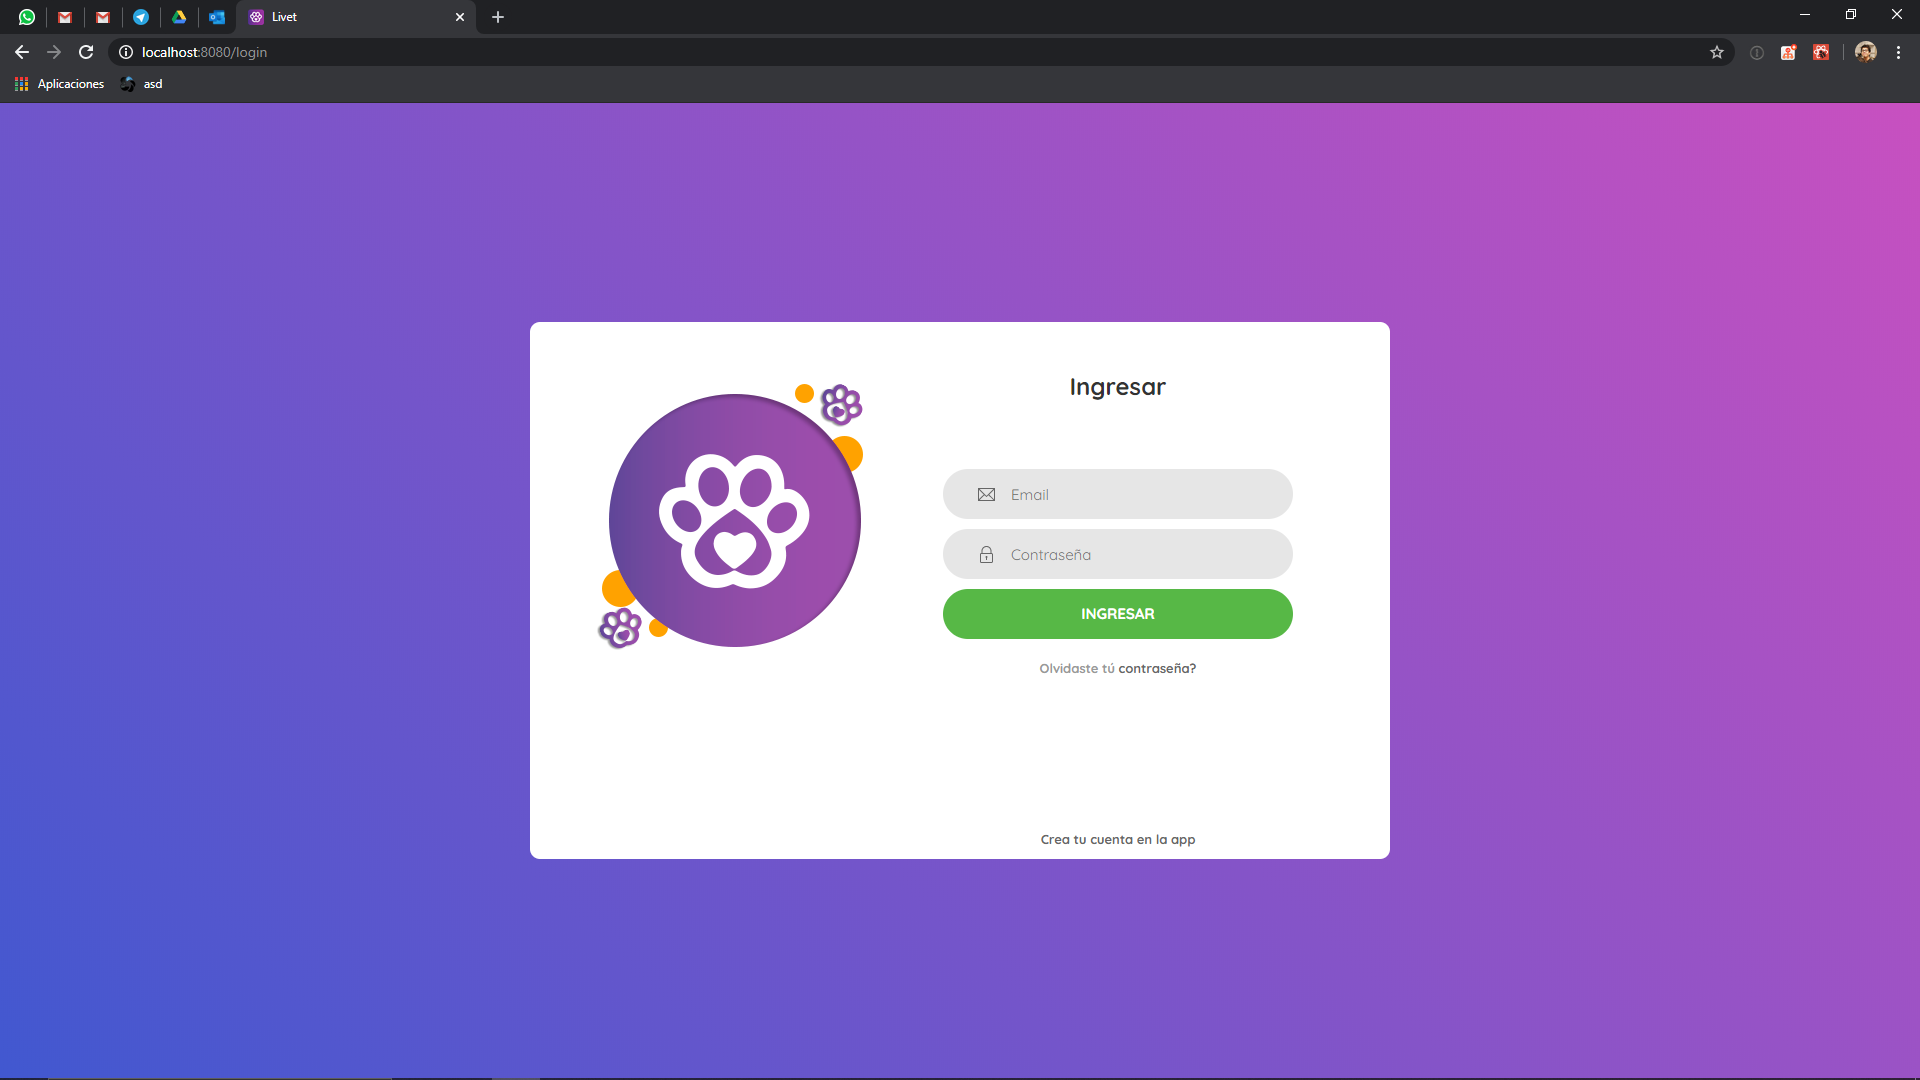 Livet
localhost:8080/login
Aplicaciones
asd
Ingresar
Email
Contraseña
INGRESAR
Olvidaste tú contraseña?
Crea tu cuenta en la app